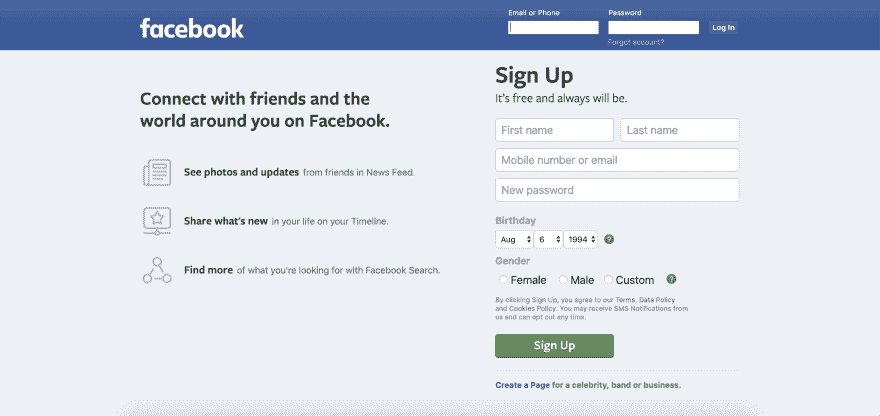 facebook
Email or Phone
Password
Log In
Forgot account?
Connect with friends and the
world around you on Facebook.
See photos and updates from friends in News Feed.
Share what's new in your life on your Timeline.
Find more of what you're looking for with Facebook Search.
Sign Up
It's free and always will be.
First name
Last name
Mobile number or email
New password
Birthday
Aug 6 1994 ?
Gender
Female Male Custom ?
By clicking Sign Up, you agree to our Terms, Data Policy
and Cookies Policy. You may receive SMS Notifications from
us and can opt out any time.
Sign Up
Create a Page for a celebrity, band or business.